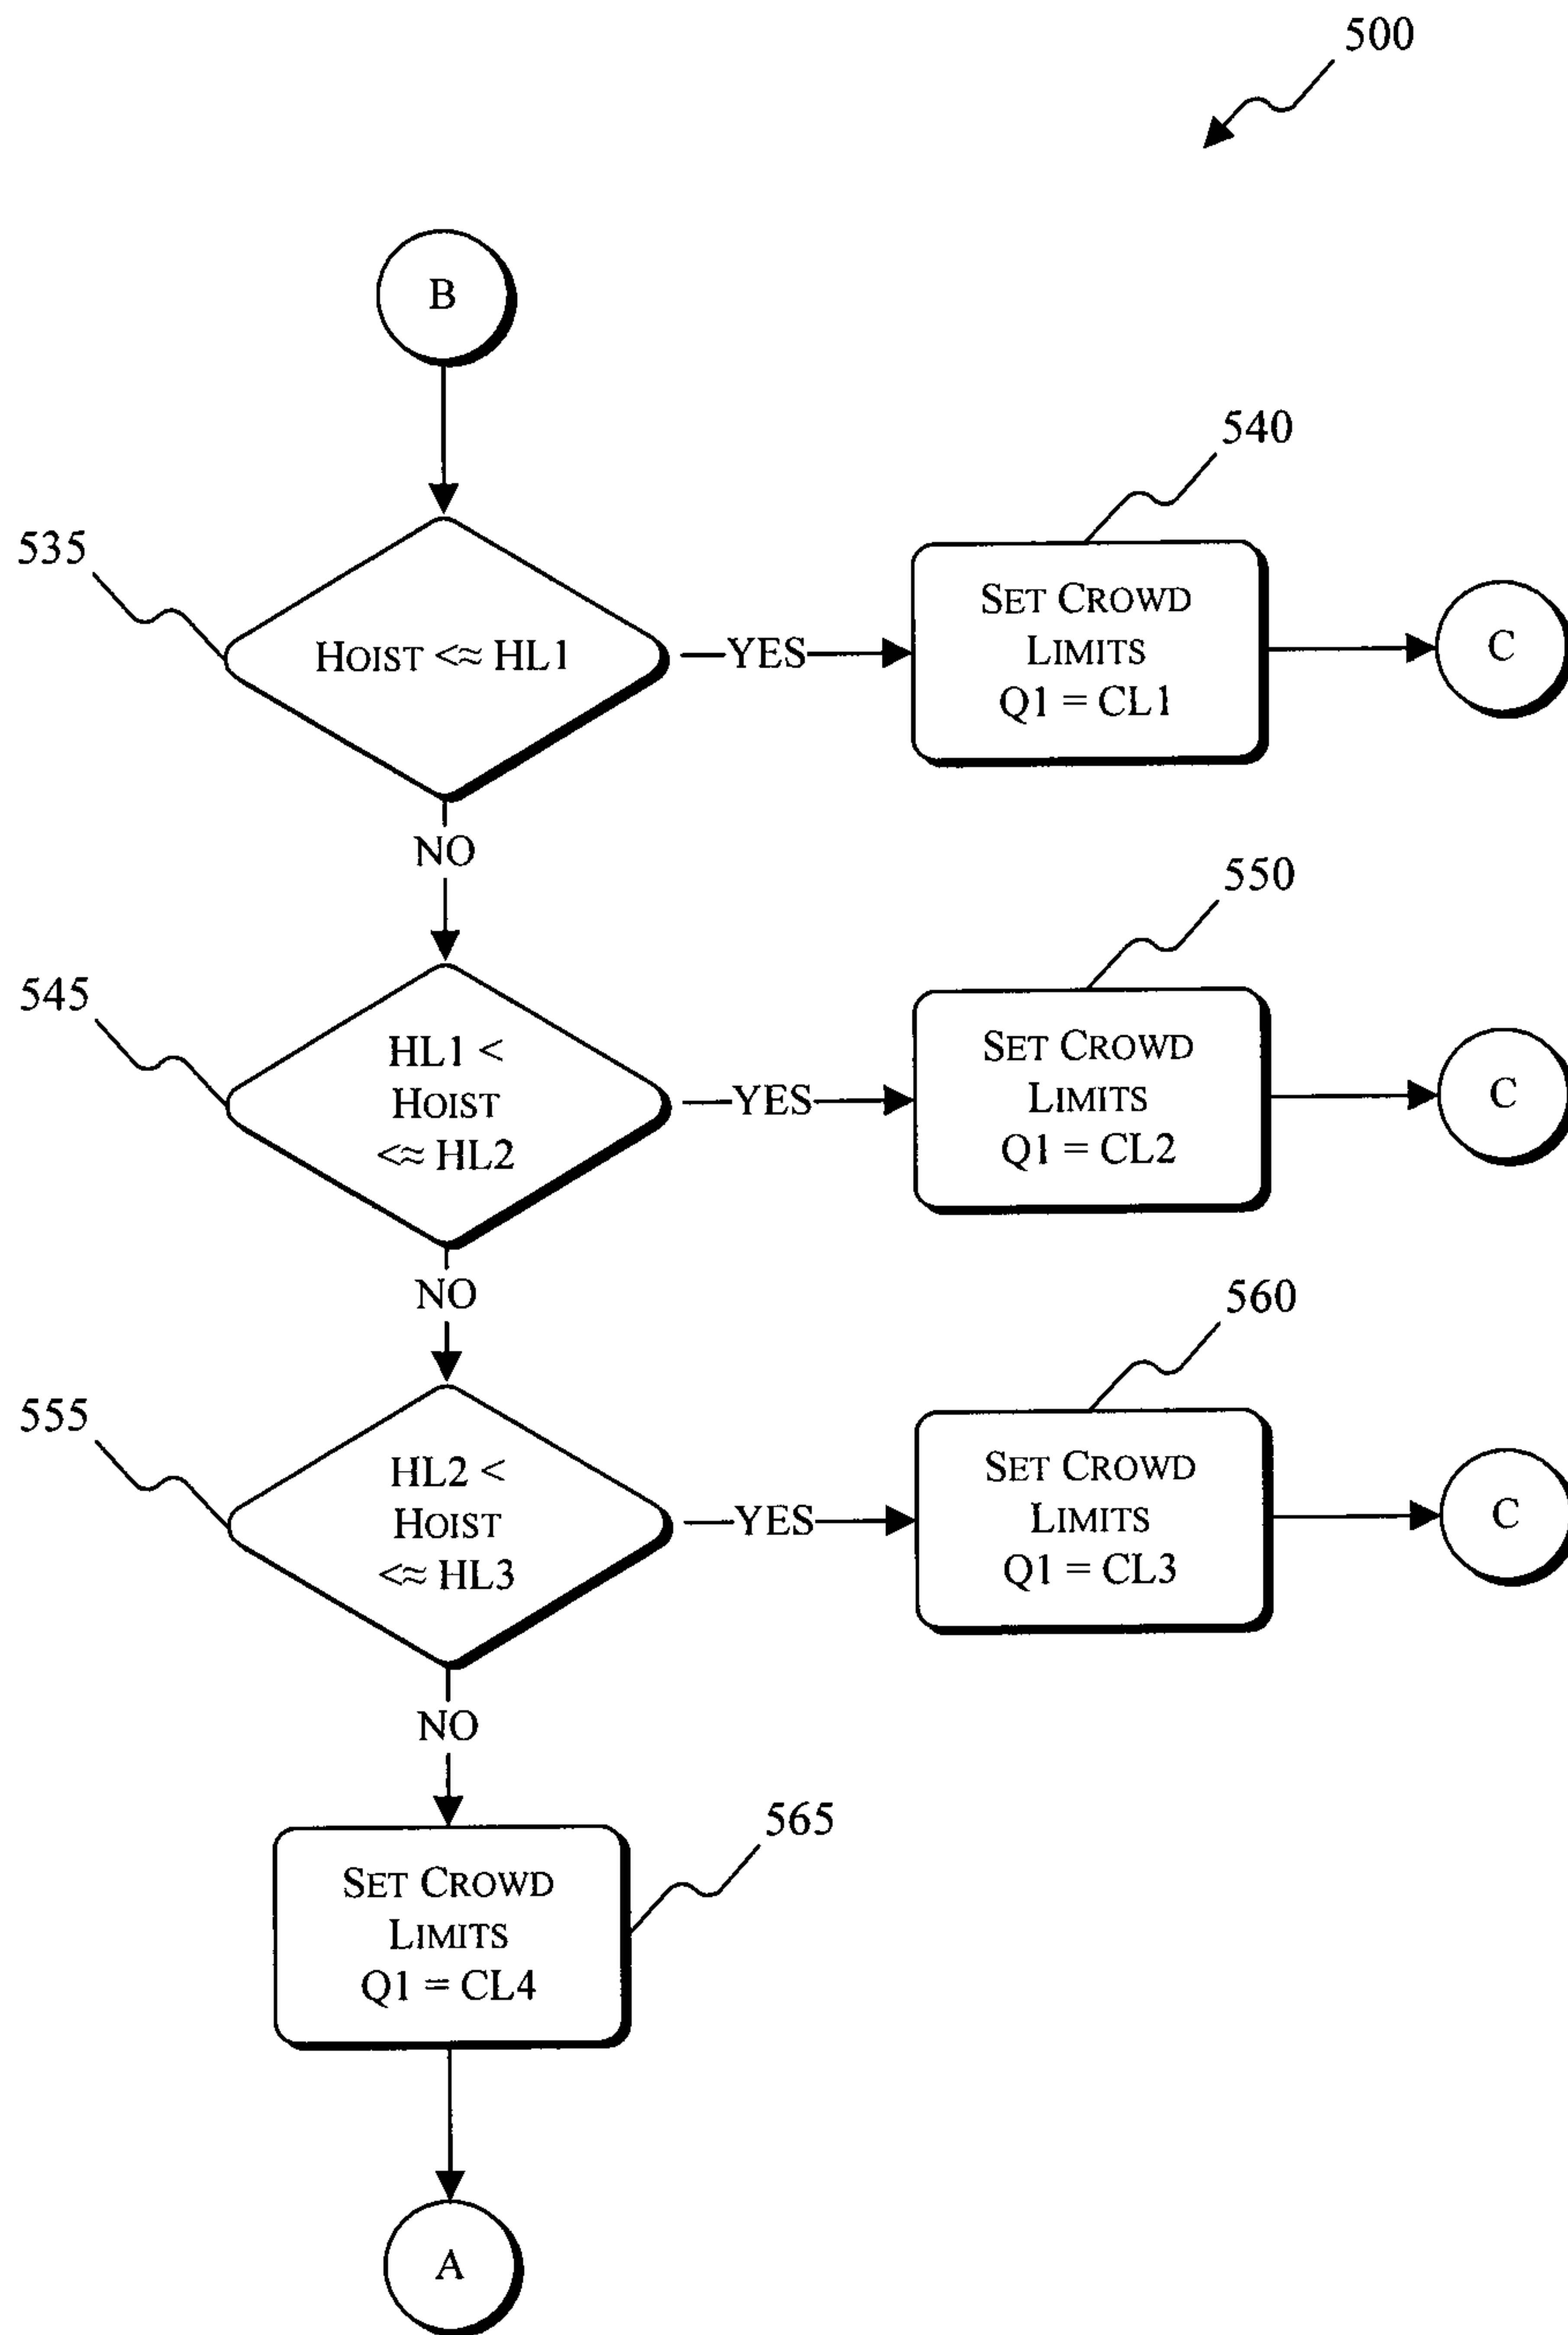 500
B
540
535
HOIST <≈ HL1
YES
SET CROWD
LIMITS
Q1 = CL1
C
NO
550
545
HL1 <
HOIST
<≈ HL2
YES
SET CROWD
LIMITS
Q1 = CL2
C
NO
560
555
HL2 <
HOIST
<≈ HL3
YES
SET CROWD
LIMITS
Q1 = CL3
C
NO
565
SET CROWD
LIMITS
Q1 = CL4
A